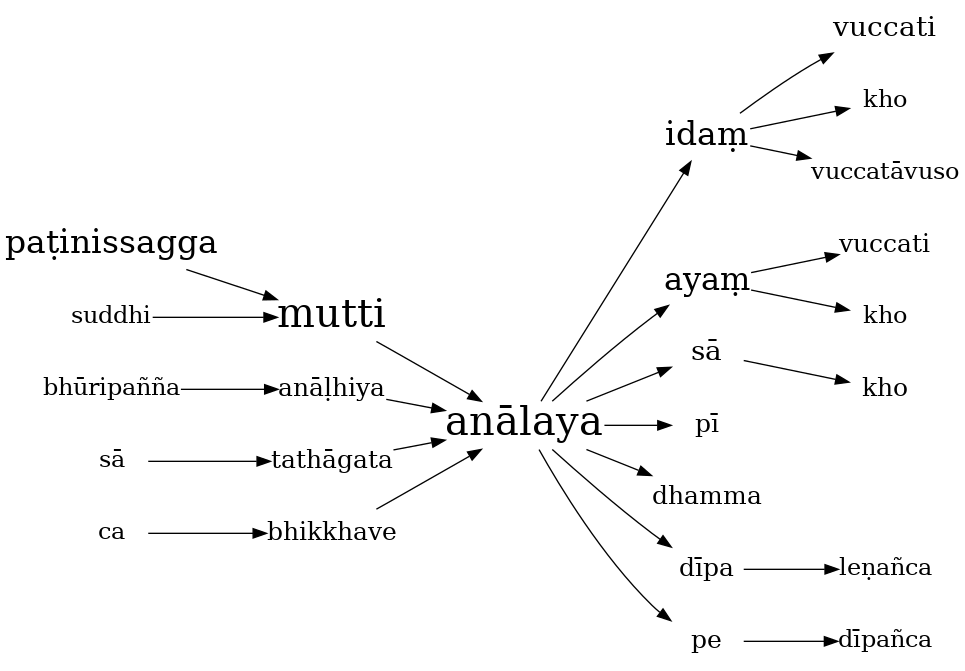 vuccati
kho
idaṃ
vuccatāvuso
paṭinissagga
vuccati
ayaṃ
suddhi
mutti
kho
sā
bhūripañña
anāḷhiya
kho
anālaya
pī
sā
tathāgata
dhamma
ca
bhikkhave
dīpa
leṇañca
pe
dīpañca